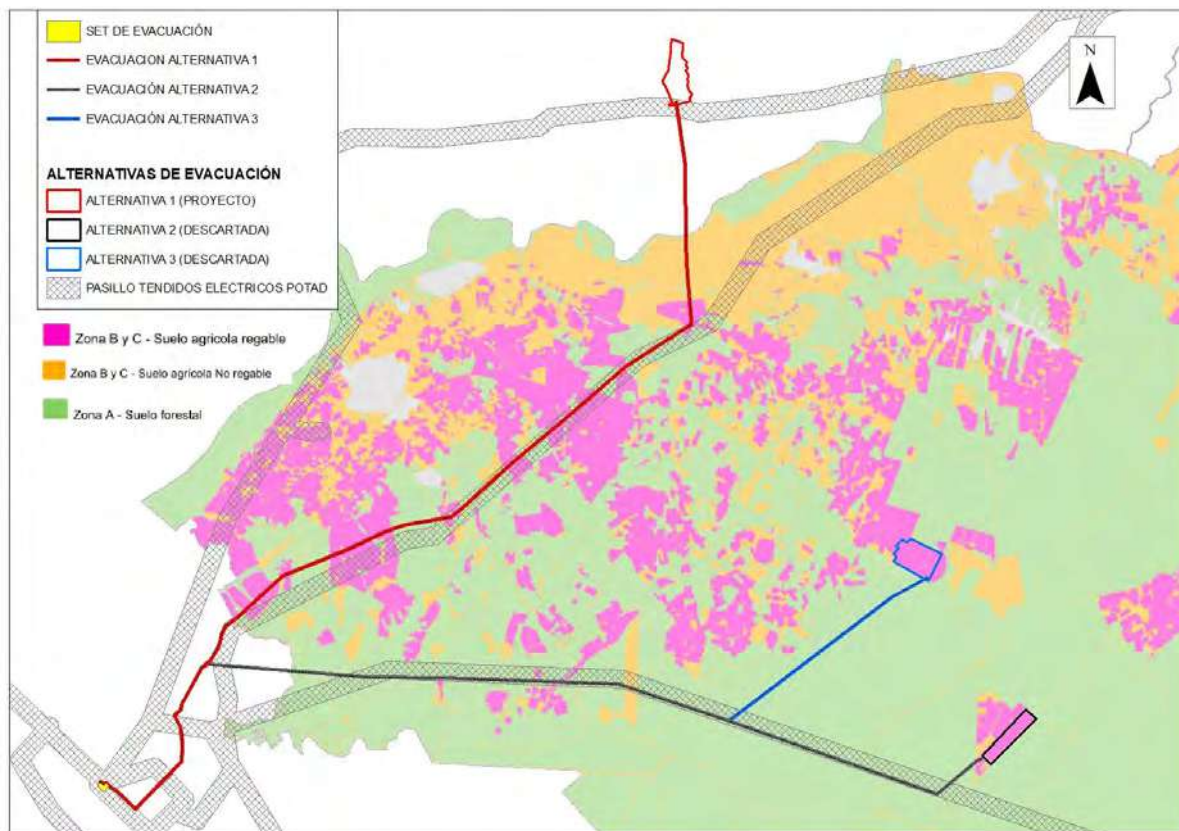 SET DE EVACUACIÓN
EVACUACION ALTERNATIVA 1
EVACUACIÓN ALTERNATIVA 2
EVACUACIÓN ALTERNATIVA 3
ALTERNATIVAS DE EVACUACIÓN
ALTERNATIVA 1 (PROYECTO)
ALTERNATIVA 2 (DESCARTADA)
ALTERNATIVA 3 (DESCARTADA)
PASILLO TENDIDOS ELECTRICOS POTAD
Zona B y C - Suelo agrícola regable
Zona B y C - Suelo agrícola No regable
Zona A - Suelo forestal
N